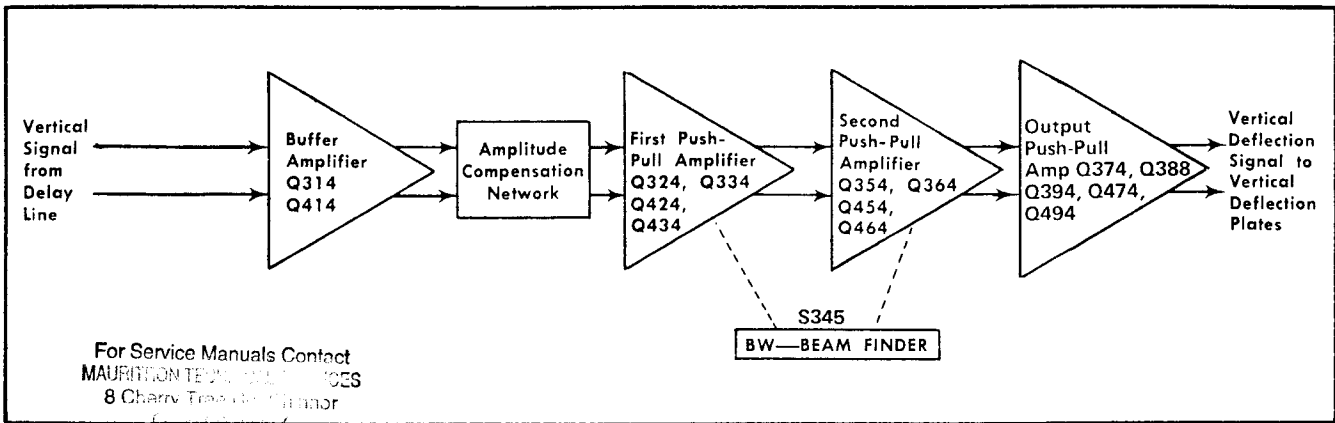 Vertical
Signal
from
Delay
Line
Buffer
Amplifier
Q314
Q414
Amplitude
Compensation
Network
First Push-
Pull Amplifier
Q324, Q334
Q424,
Q434
Second
Push-Pull
Amplifier
Q354, Q364
Q454,
Q464
Output
Push-Pull
Amp Q374, Q388
Q394, Q474,
Q494
Vertical
Deflection
Signal to
Vertical
Deflection
Plates
S345
BW—BEAM FINDER
For Service Manuals Contact
MAURITRON
8 Cherry Tree